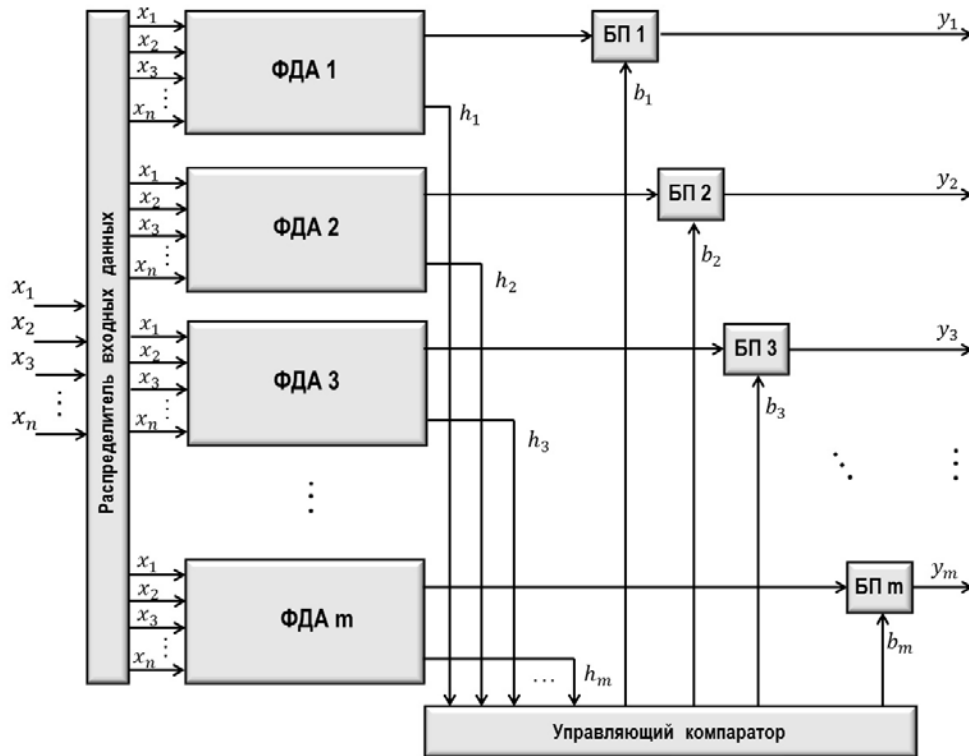 x₁
x₂
x₃
⋮
xₙ
Распределитель входных данных
x₁
x₂
x₃
⋮
xₙ
ФДА 1
h₁
БП 1
b₁
y₁
x₁
x₂
x₃
⋮
xₙ
ФДА 2
h₂
БП 2
b₂
y₂
x₁
x₂
x₃
⋮
xₙ
ФДА 3
h₃
БП 3
b₃
y₃
⋮
⋱
⋮
x₁
x₂
x₃
⋮
xₙ
ФДА m
...
hₘ
БП m
bₘ
yₘ
Управляющий компаратор